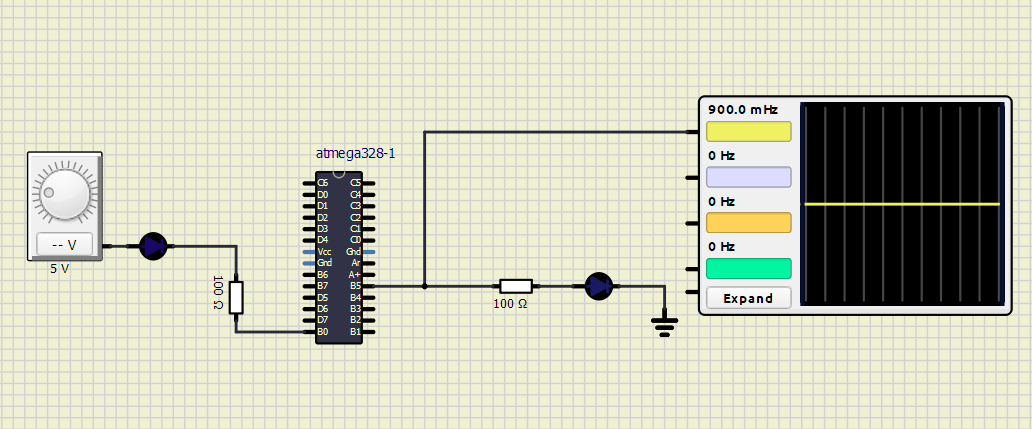 900.0 mHz
0 Hz
0 Hz
0 Hz
Expand
atmega328-1
C6 C5
D0 C4
D1 C3
D2 C2
D3 C1
D4 C0
Vcc Gnd
Gnd Ar
B6 A+
B7 B5
D5 B4
D6 B3
D7 B2
B0 B1
-- V
5 V
100 Ω
100 Ω